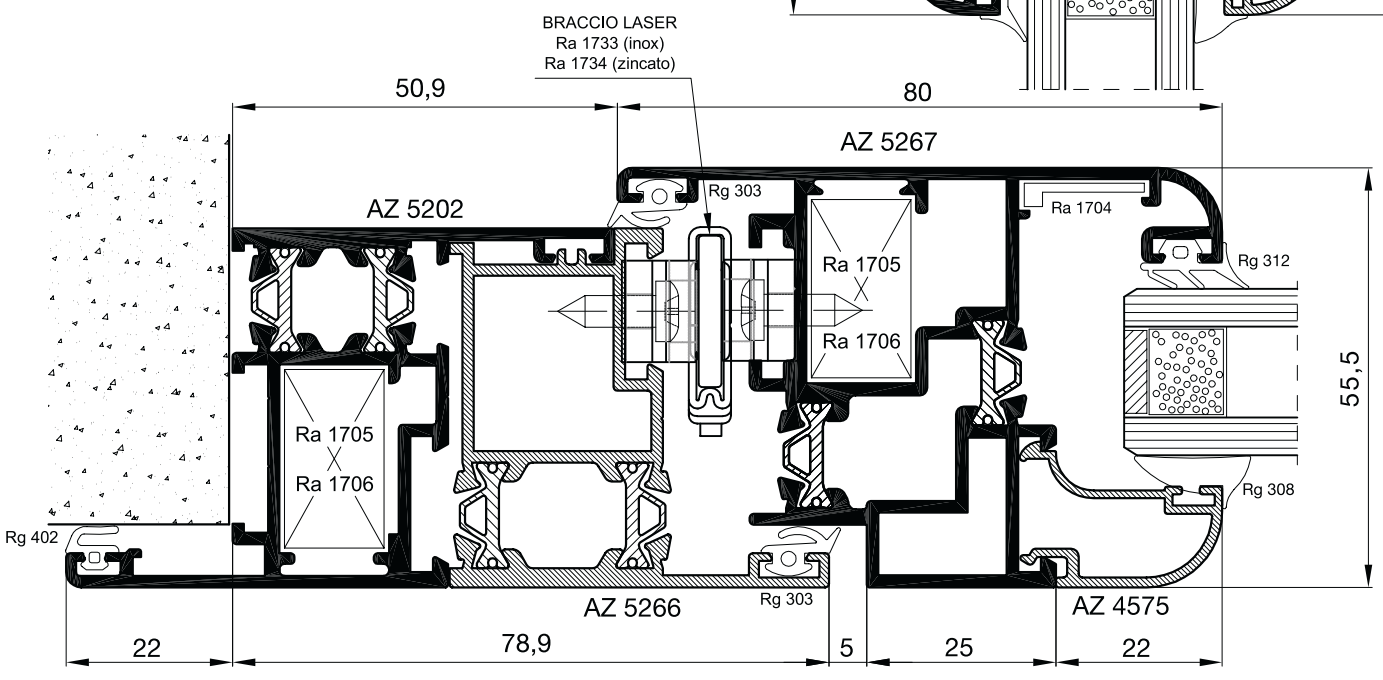 BRACCIO LASER
Ra 1733 (inox)
Ra 1734 (zincato)
50,9
80
AZ 5267
AZ 5202
Rg 303
Ra 1704
Ra 1705
Ra 1706
Rg 312
55,5
Ra 1705
Ra 1706
Rg 308
Rg 402
AZ 5266
Rg 303
AZ 4575
22
78,9
5
25
22